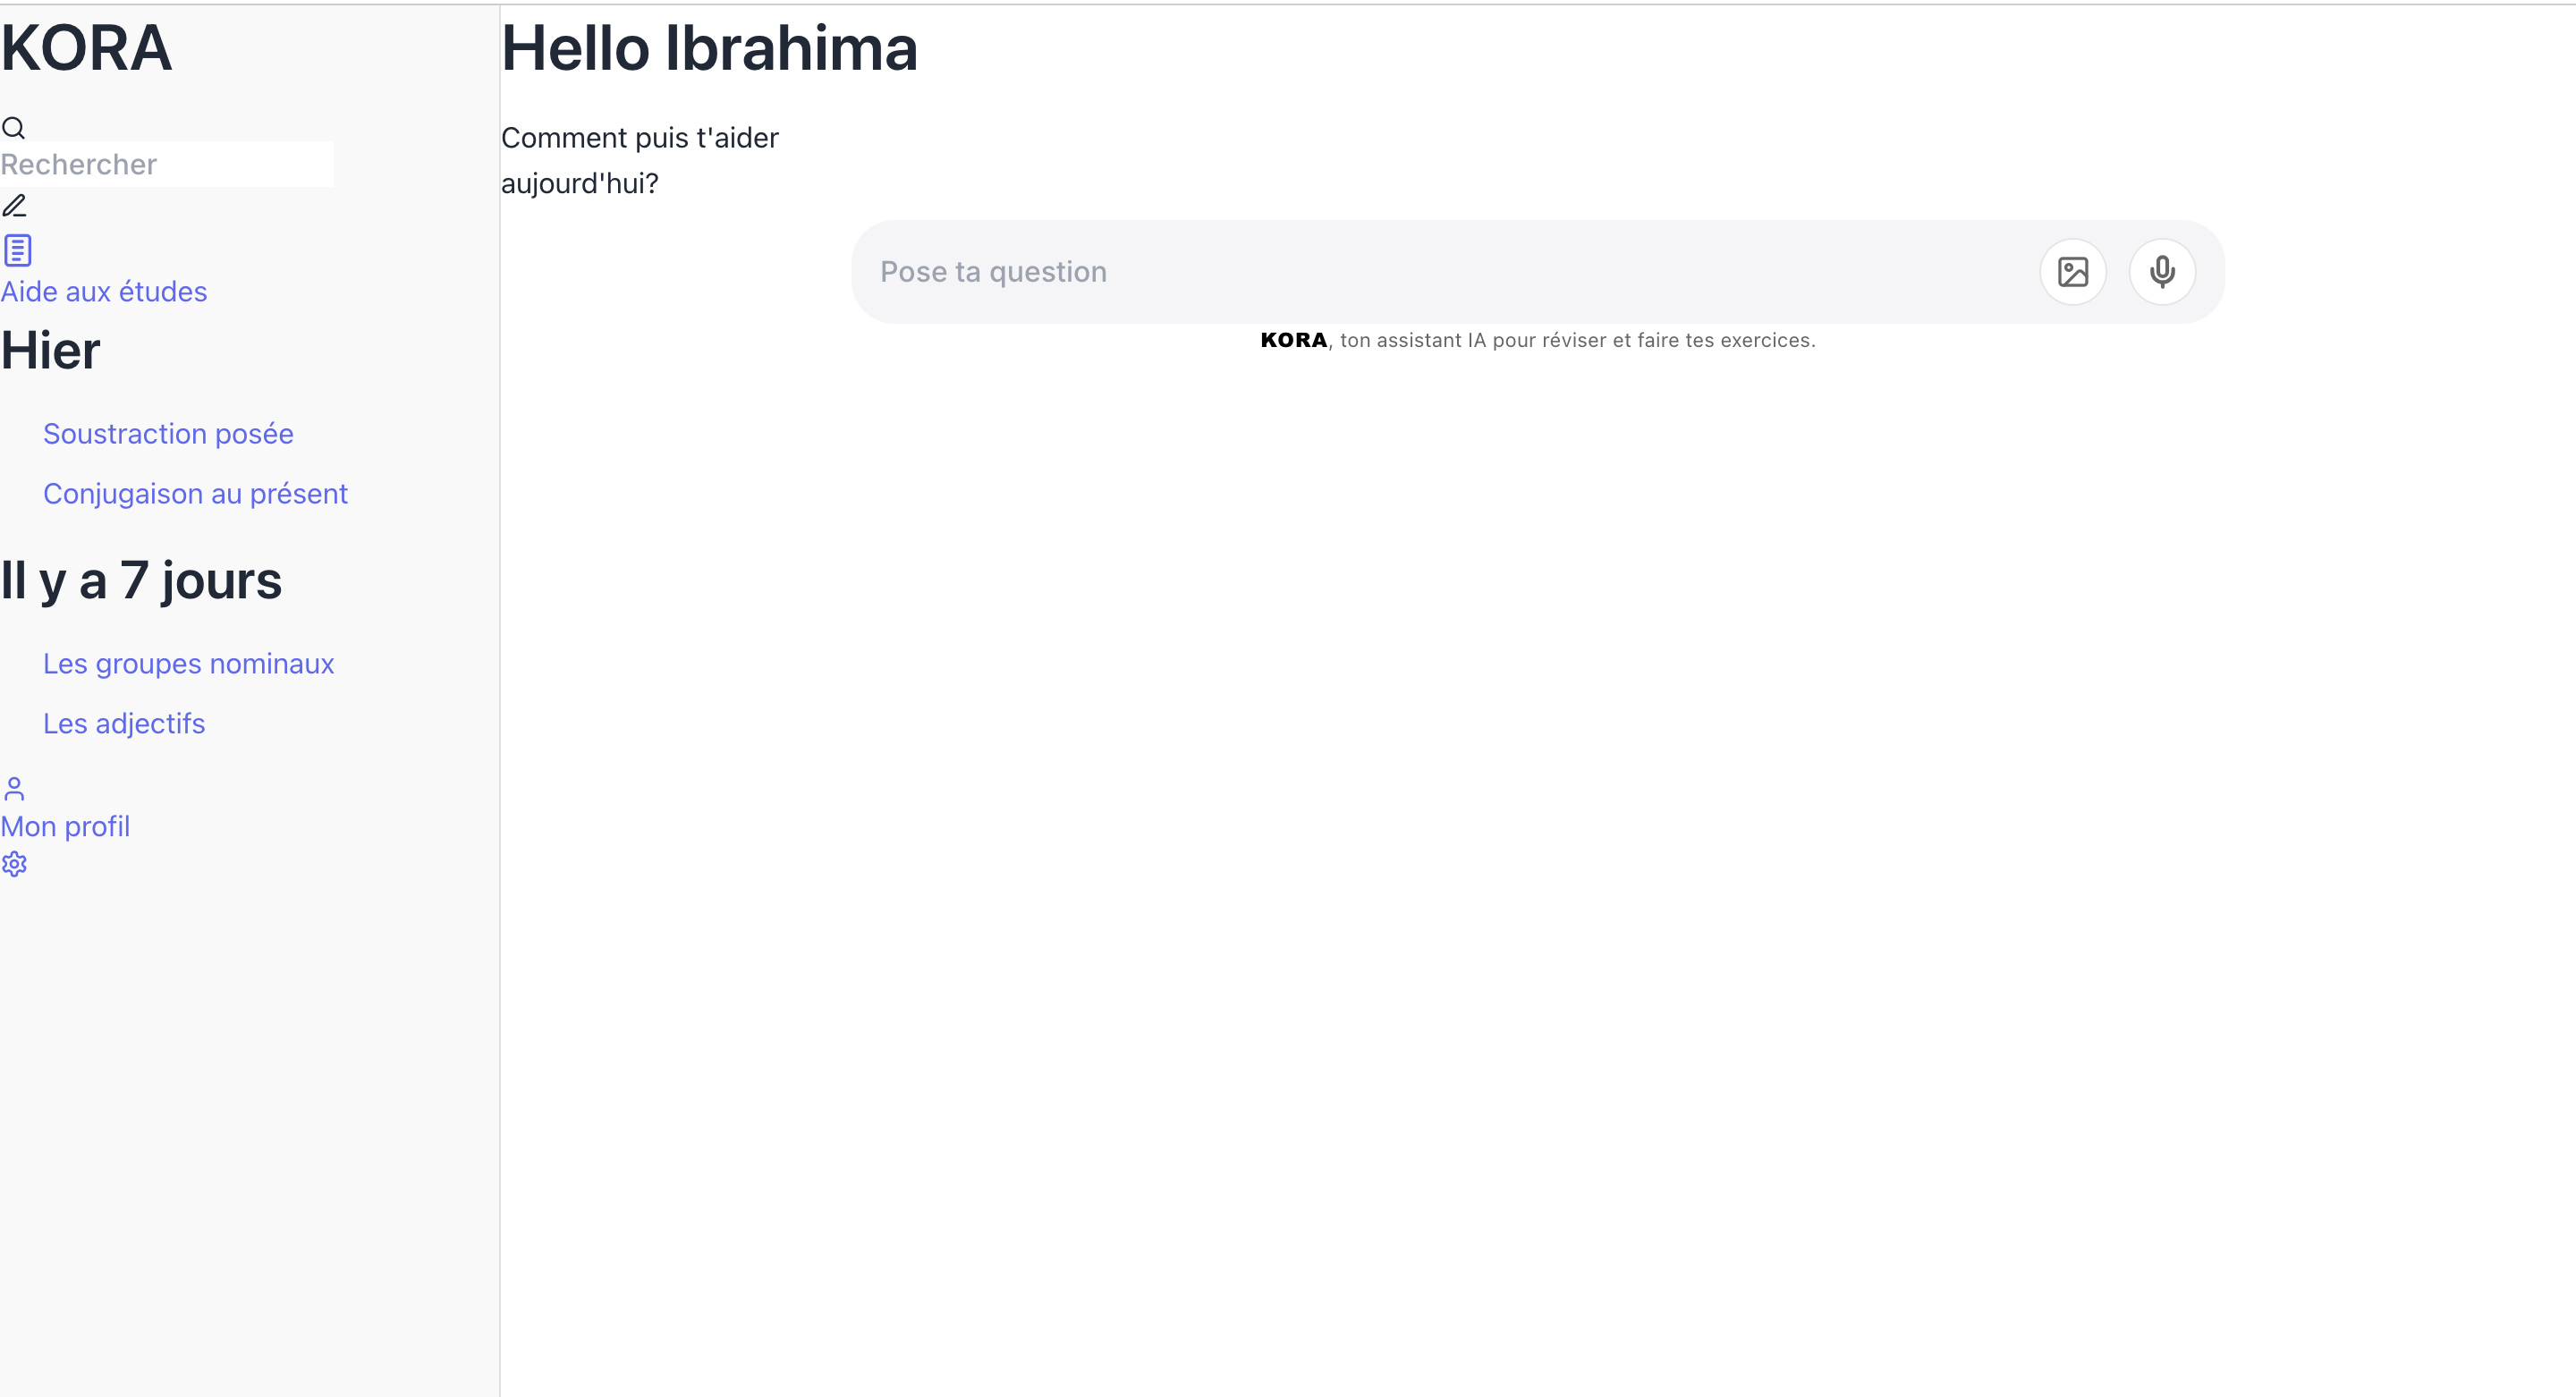 KORA
Rechercher
Aide aux études
Hier
Soustraction posée
Conjugaison au présent
Il y a 7 jours
Les groupes nominaux
Les adjectifs
Mon profil
Hello Ibrahima
Comment puis t'aider
aujourd'hui?
Pose ta question
KORA, ton assistant IA pour réviser et faire tes exercices.